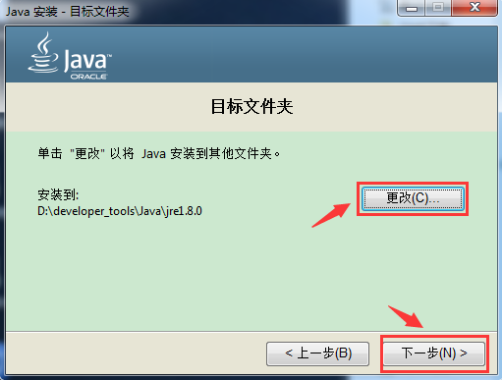 Java 安装 - 目标文件夹
Java™
ORACLE
目标文件夹
单击 "更改" 以将 Java 安装到其他文件夹。
安装到:
D:\developer_tools\Java\jre1.8.0
更改(C)...
< 上一步(B)
下一步(N) >